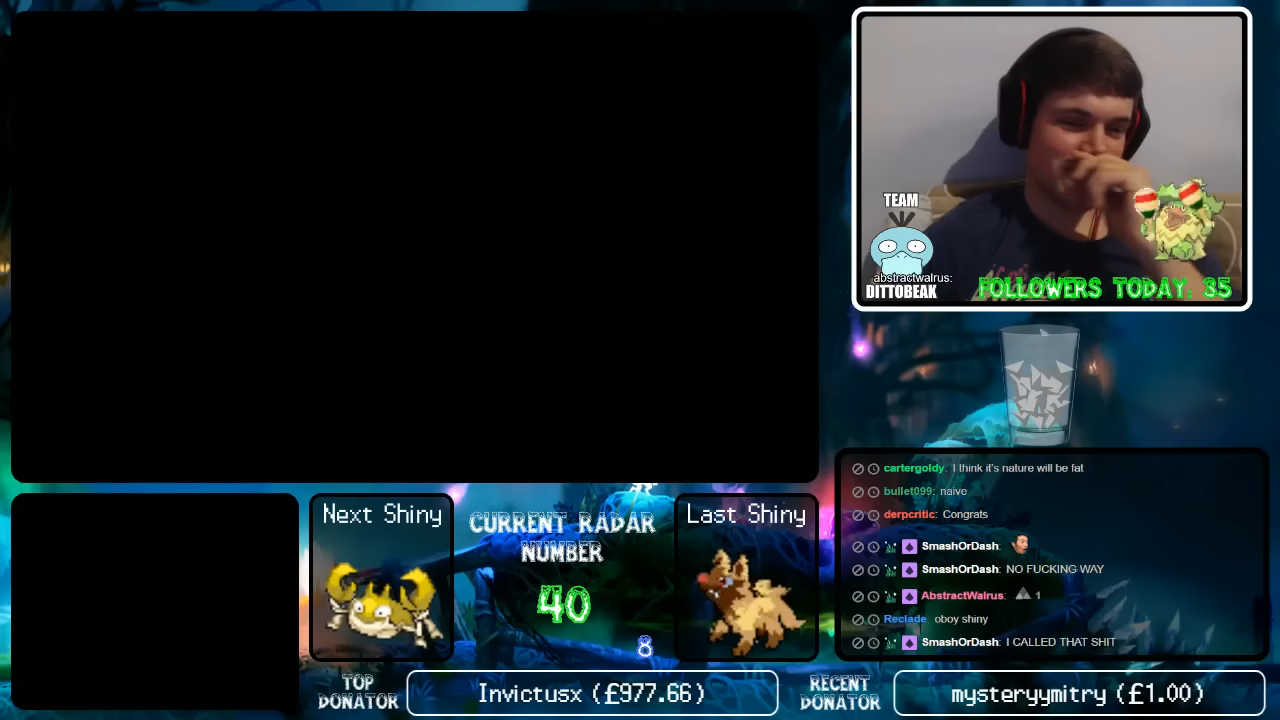 TEAM
abstractwalrus:
DITTOBEAK
FOLLOWERS TODAY: 85
cartergoldy: I think it's nature will be fat
bullet099: naive
derpcritic: Congrats
SmashOrDash:
SmashOrDash: NO FUCKING WAY
AbstractWalrus: 1
Reclade: oboy shiny
SmashOrDash: I CALLED THAT SHIT
Next Shiny
CURRENT RADAR
NUMBER
40
8
Last Shiny
TOP
DONATOR
Invictusx (£977.66)
RECENT
DONATOR
mysteryymitry (£1.00)